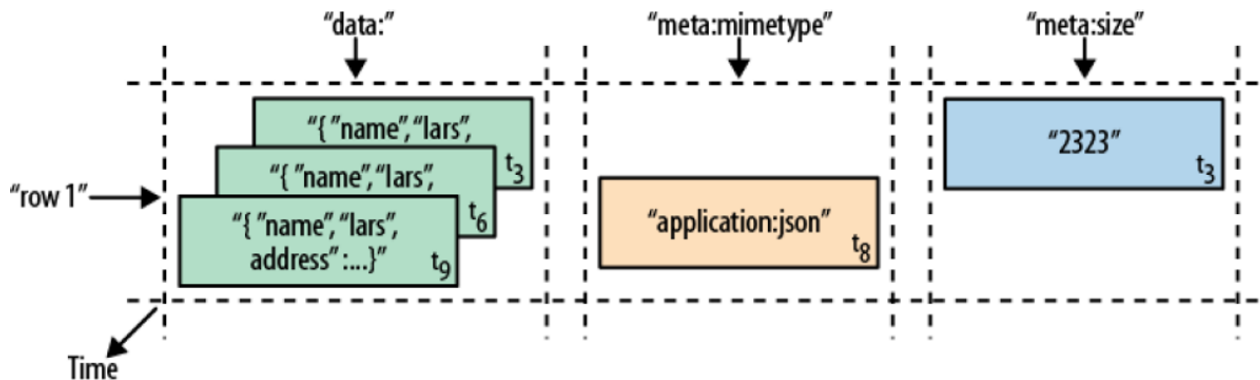 “data:”
“meta:mimetype”
“meta:size”
“{ ”name”, “lars”,
t3
“{ ”name”, “lars”,
t6
“{ ”name”, “lars”,
address” :...}”
t9
“application:json”
t8
“2323”
t3
“row 1”
Time